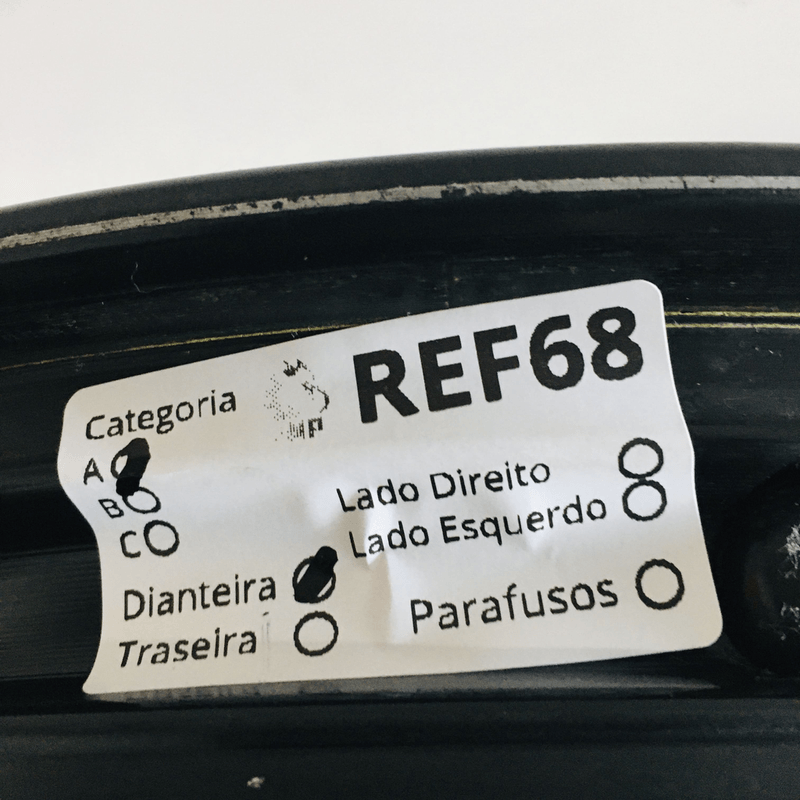 REF68
Categoria
A
B
C
Dianteira
Traseira
Lado Direito
Lado Esquerdo
Parafusos